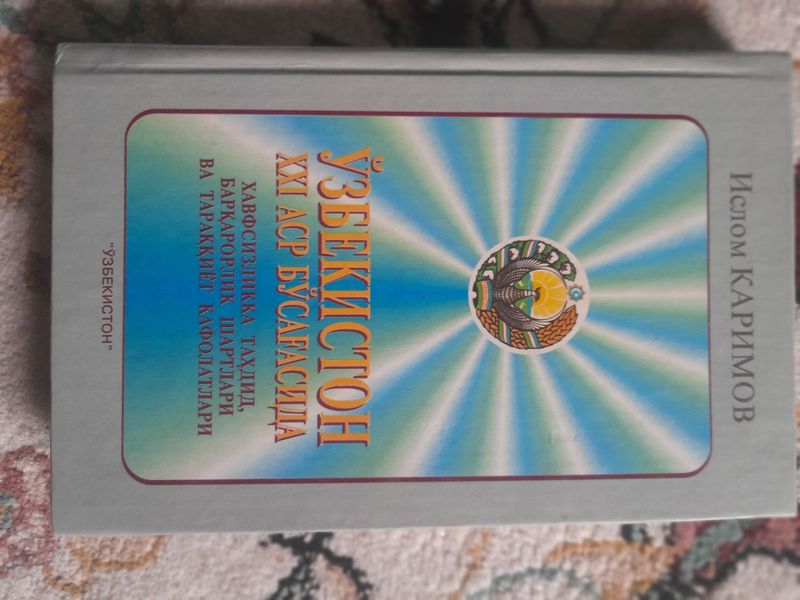 Ислом КАРИМОВ
ЎЗБЕКИСТОН
XXI АСР БЎСАҒАСИДА
ХАВФСИЗЛИККА ТАҲДИД,
БАРҚАРОРЛИК ШАРТЛАРИ
ВА ТАРАҚҚИЁТ КАФОЛАТЛАРИ
"ЎЗБЕКИСТОН"